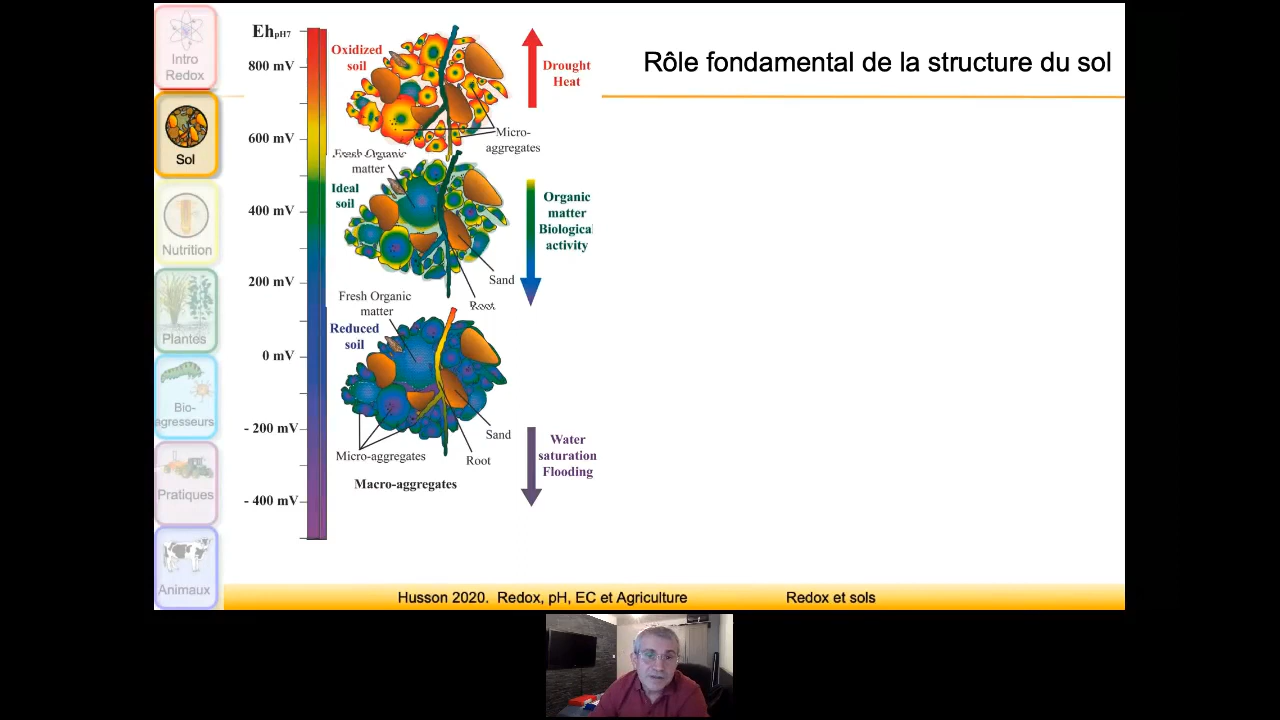 Intro
Redox
Sol
Nutrition
Plantes
Bio-
agresseurs
Pratiques
Animaux
Rôle fondamental de la structure du sol
EhpH7
800 mV
600 mV
400 mV
200 mV
0 mV
- 200 mV
- 400 mV
Oxidized
soil
Drought
Heat
Micro-
aggregates
Fresh Organic
matter
Ideal
soil
Organic
matter
Biological
activity
Sand
Root
Fresh Organic
matter
Reduced
soil
Sand
Root
Micro-aggregates
Macro-aggregates
Water
saturation
Flooding
Husson 2020. Redox, pH, EC et Agriculture
Redox et sols